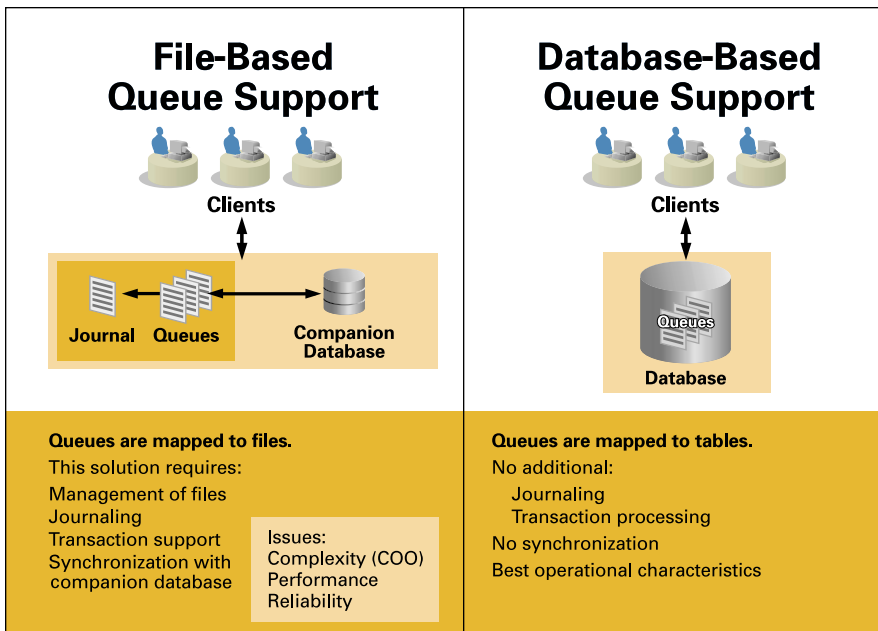 File-Based
Queue Support
Clients
Journal
Queues
Companion
Database
Queues are mapped to files.
This solution requires:
Management of files
Journaling
Transaction support
Synchronization with
companion database
Issues:
Complexity (COO)
Performance
Reliability
Database-Based
Queue Support
Clients
Queues
Database
Queues are mapped to tables.
No additional:
Journaling
Transaction processing
No synchronization
Best operational characteristics